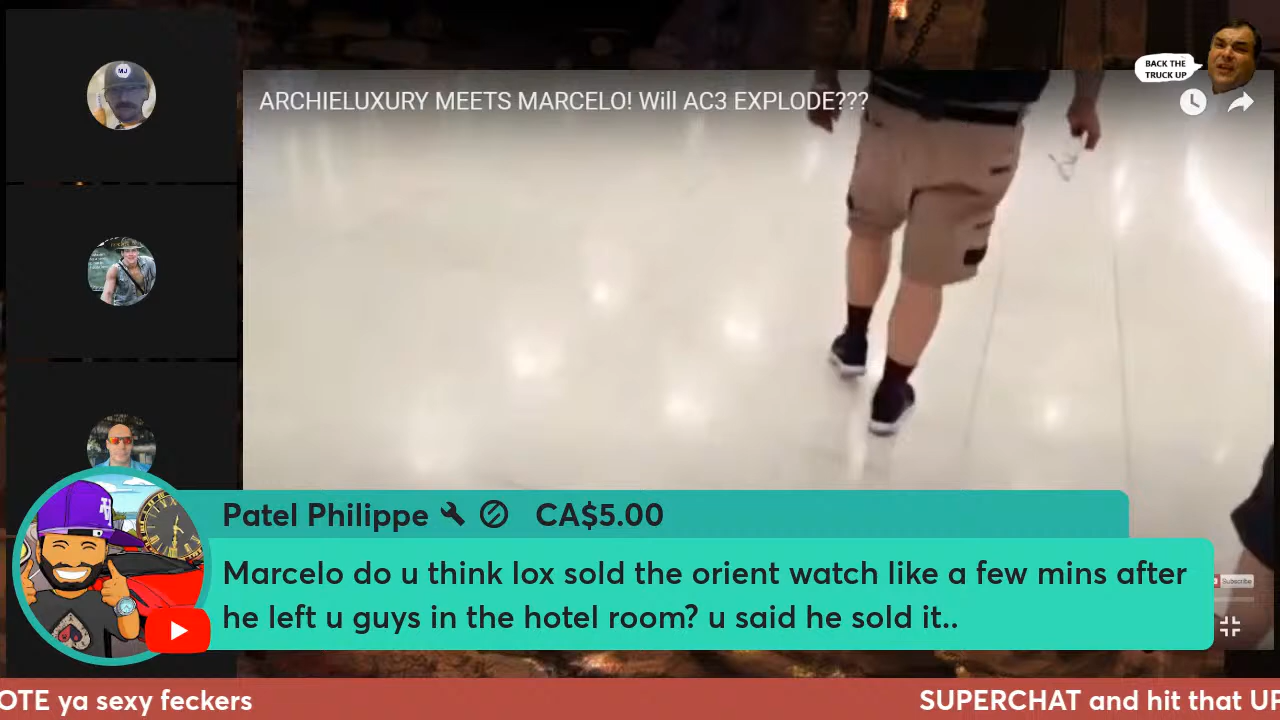 MJ
BACK THE
TRUCK UP
ARCHIELUXURY MEETS MARCELO! Will AC3 EXPLODE???
Patel Philippe CA$5.00
Marcelo do u think lox sold the orient watch like a few mins after
he left u guys in the hotel room? u said he sold it..
Subscribe
OTE ya sexy feckers SUPERCHAT and hit that UP